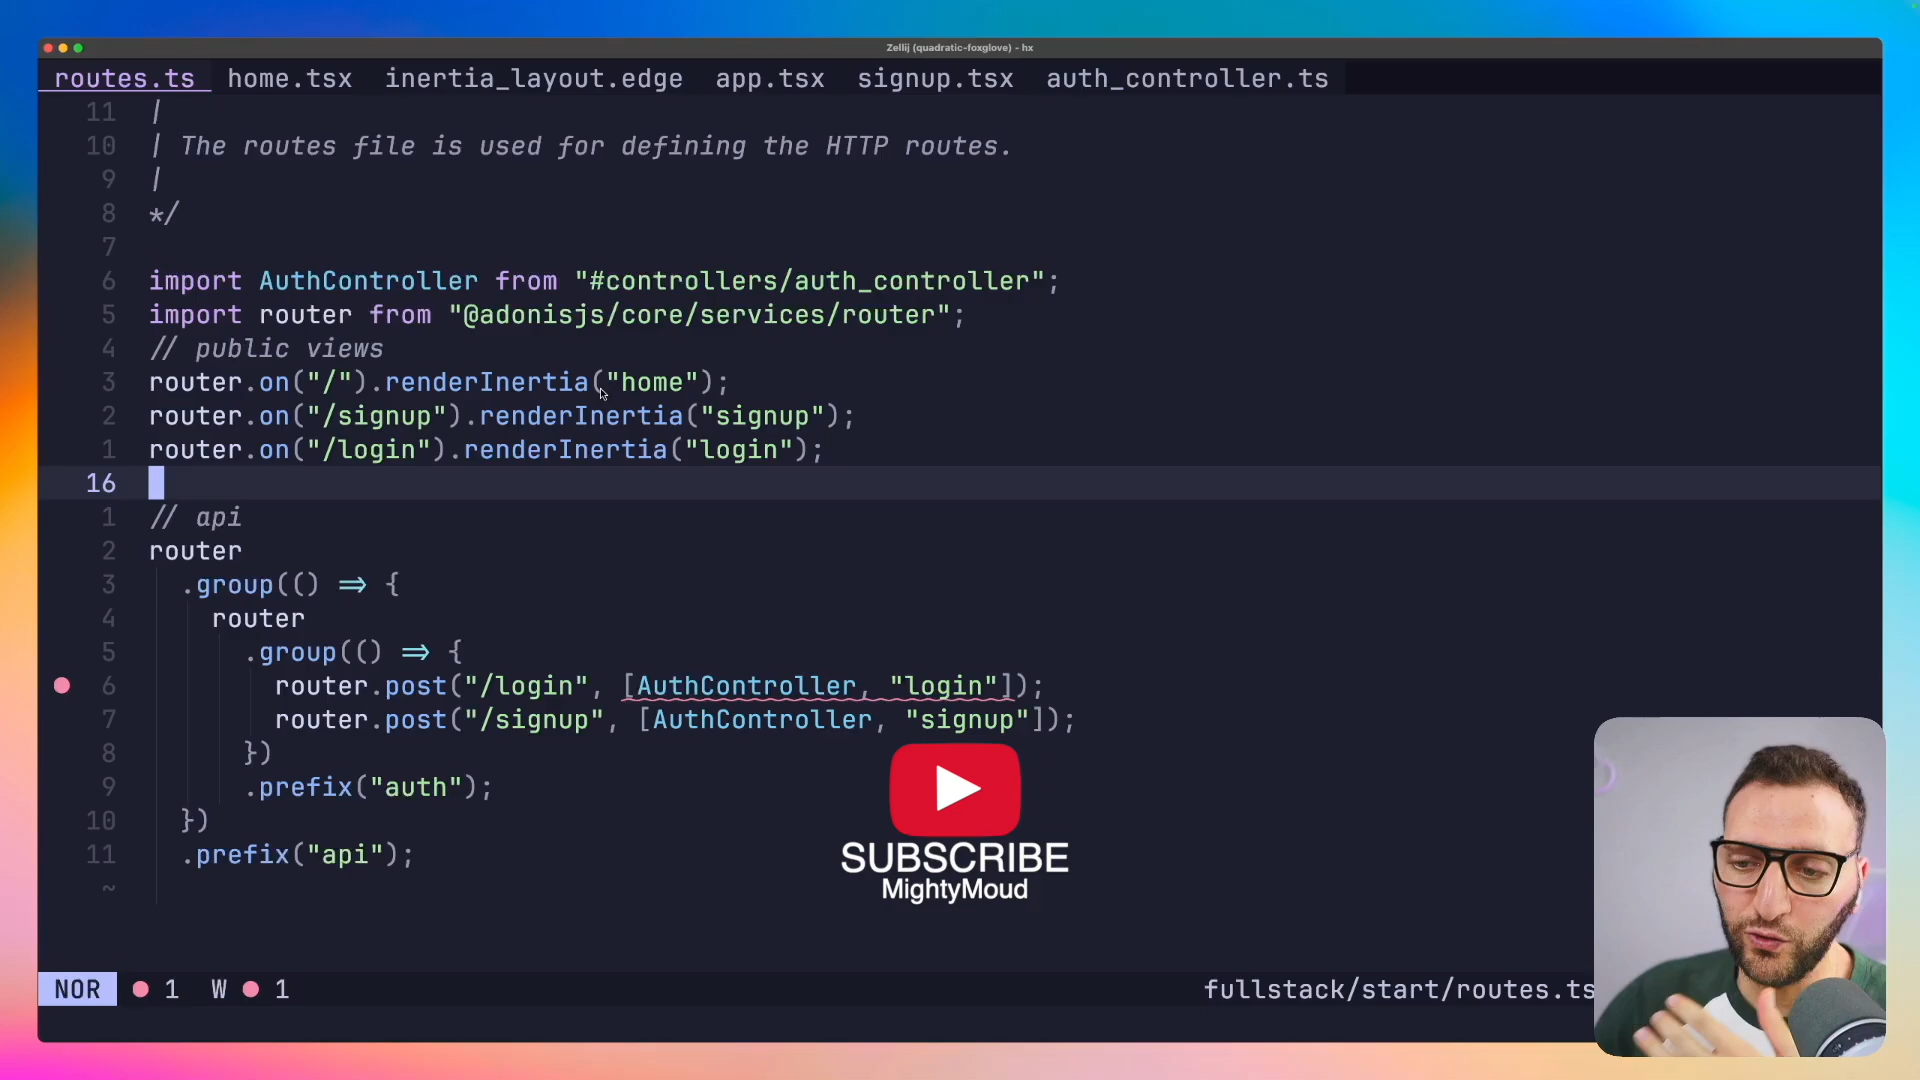 Zellij (quadratic-foxglove) - hx
routes.ts home.tsx inertia_layout.edge app.tsx signup.tsx auth_controller.ts
11 |
10 | The routes file is used for defining the HTTP routes.
9 |
8 */
7
6 import AuthController from "#controllers/auth_controller";
5 import router from "@adonisjs/core/services/router";
4 // public views
3 router.on("/").renderInertia("home");
2 router.on("/signup").renderInertia("signup");
1 router.on("/login").renderInertia("login");
16
1 // api
2 router
3 .group(() => {
4 router
5 .group(() => {
6 router.post("/login", [AuthController, "login"]);
7 router.post("/signup", [AuthController, "signup"]);
8 })
9 .prefix("auth");
10 })
11 .prefix("api");
~
SUBSCRIBE
MightyMoud
NOR ● 1 W ● 1 fullstack/start/routes.ts